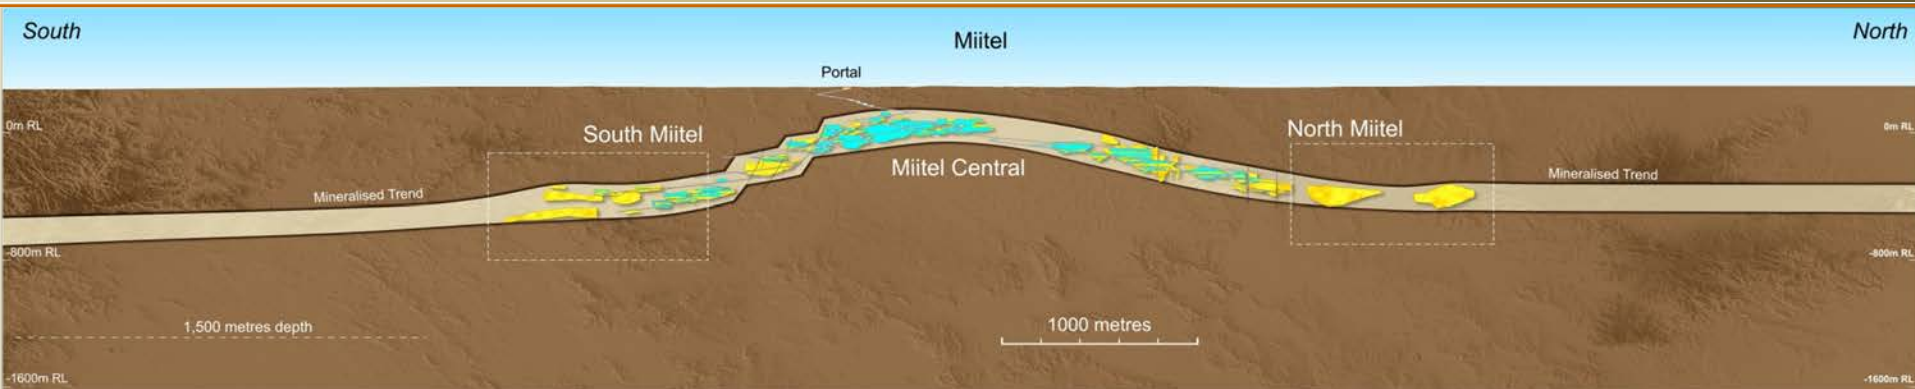 South
Miitel
North
Portal
0m RL
South Miitel
North Miitel
0m RL
Miitel Central
Mineralised Trend
Mineralised Trend
-800m RL
-800m RL
1,500 metres depth
1000 metres
-1600m RL
-1600m RL